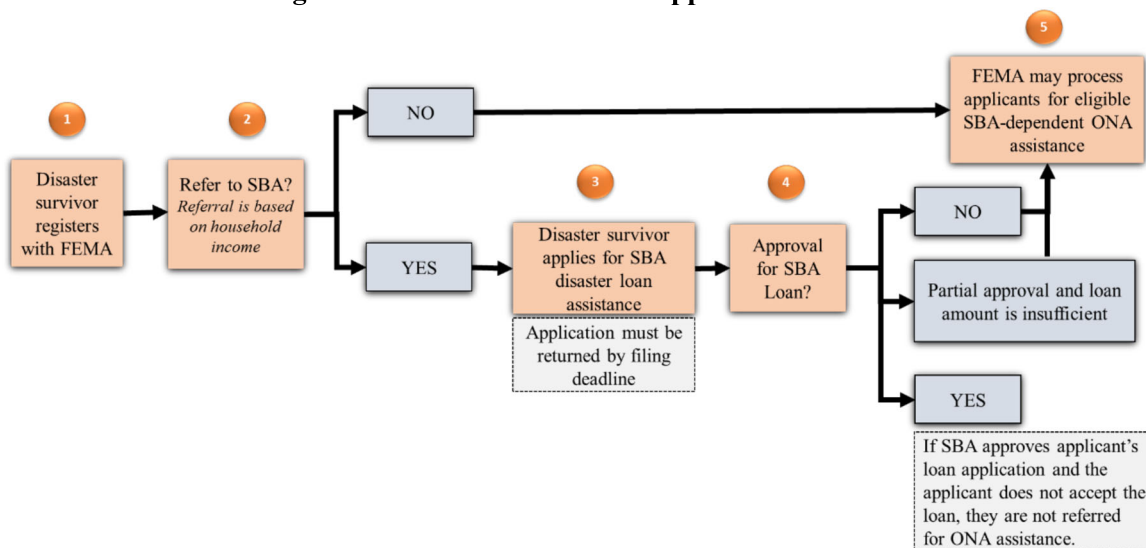 1
Disaster
survivor
registers
with FEMA
2
Refer to SBA?
Referral is based
on household
income
NO
YES
3
Disaster survivor
applies for SBA
disaster loan
assistance
Application must be
returned by filing
deadline
4
Approval
for SBA
Loan?
NO
Partial approval and loan
amount is insufficient
YES
If SBA approves applicant's
loan application and the
applicant does not accept the
loan, they are not referred
for ONA assistance.
5
FEMA may process
applicants for eligible
SBA-dependent ONA
assistance